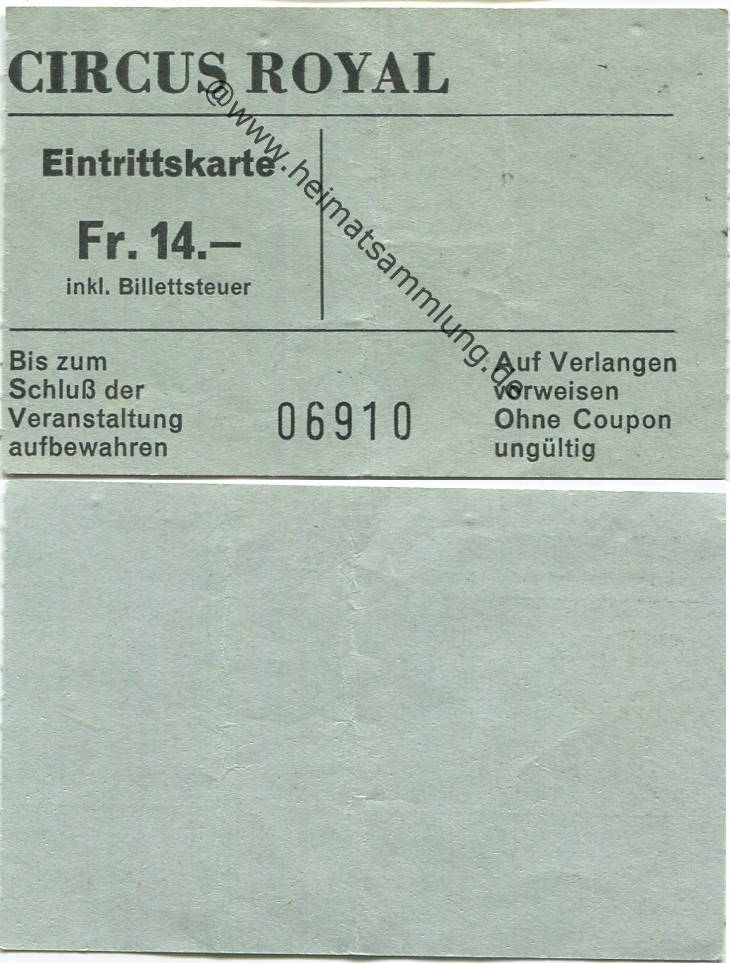 CIRCUS ROYAL
Eintrittskarte
Fr. 14.—
inkl. Billettsteuer
Bis zum
Schluß der
Veranstaltung
aufbewahren
06910
Auf Verlangen
vorweisen
Ohne Coupon
ungültig
@www.heimatsammlung.de